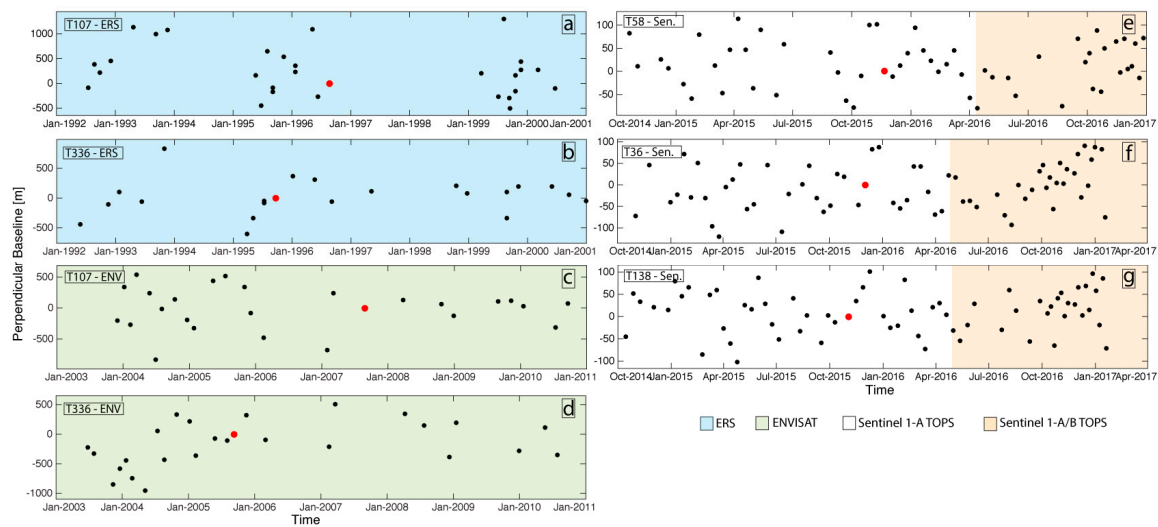 T107 - ERS
a
1000
500
0
-500
Jan-1992 Jan-1993 Jan-1994 Jan-1995 Jan-1996 Jan-1997 Jan-1998 Jan-1999 Jan-2000 Jan-2001
T336 - ERS
b
500
0
-500
Jan-1992 Jan-1993 Jan-1994 Jan-1995 Jan-1996 Jan-1997 Jan-1998 Jan-1999 Jan-2000 Jan-2001
Perpendicular Baseline [m]
T107 - ENV
c
500
0
-500
Jan-2003 Jan-2004 Jan-2005 Jan-2006 Jan-2007 Jan-2008 Jan-2009 Jan-2010 Jan-2011
T336 - ENV
d
500
0
-500
-1000
Jan-2003 Jan-2004 Jan-2005 Jan-2006 Jan-2007 Jan-2008 Jan-2009 Jan-2010 Jan-2011
Time
T58 - Sen.
e
100
50
0
-50
Oct-2014 Jan-2015 Apr-2015 Jul-2015 Oct-2015 Jan-2016 Apr-2016 Jul-2016 Oct-2016 Jan-2017
T36 - Sen.
f
100
50
0
-50
-100
Oct-2014 Jan-2015 Apr-2015 Jul-2015 Oct-2015 Jan-2016 Apr-2016 Jul-2016 Oct-2016 Jan-2017 Apr-2017
T138 - Sen.
g
100
50
0
-50
-100
Oct-2014 Jan-2015 Apr-2015 Jul-2015 Oct-2015 Jan-2016 Apr-2016 Jul-2016 Oct-2016 Jan-2017 Apr-2017
Time
ERS ENVISAT Sentinel 1-A TOPS Sentinel 1-A/B TOPS